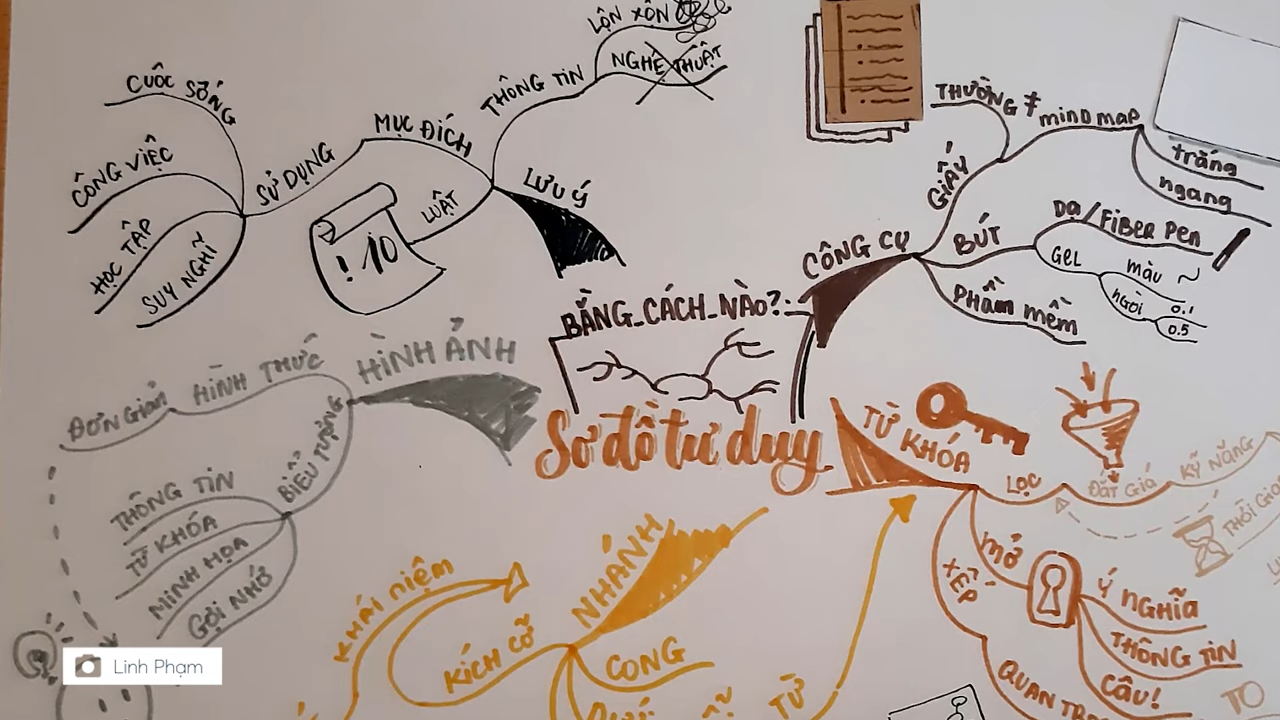 BẰNG_CÁCH_NÀO?
Sơ đồ tư duy
LƯU Ý
THÔNG TIN
LỘN XỘN
NGHỆ THUẬT
LUẬT
! 10
MỤC ĐÍCH
SỬ DỤNG
CUỘC SỐNG
CÔNG VIỆC
HỌC TẬP
SUY NGHĨ
CÔNG CỤ
GIẤY
THƯỜNG ≠ mIND map
trắng
ngang
BÚT
Dạ/FIBER Pen
GeL
màu
ngòi
0.1
0.5
PHẦN mềm
TỪ KHÓA
LỌC
ĐẮT GIÁ
KỸ NĂNG
MỞ
Ý NGHĨA
THÔNG TIN
CÂU!
XẾP
HÌNH ẢNH
HÌNH THỨC
ĐƠN GIẢN
BIỂU TƯỢNG
THÔNG TIN
TỪ KHÓA
MINH HỌA
GỢI NHỚ
NHÁNH
KHÁI NIỆM
KÍCH CỠ
CONG
TỪ
Linh Phạm